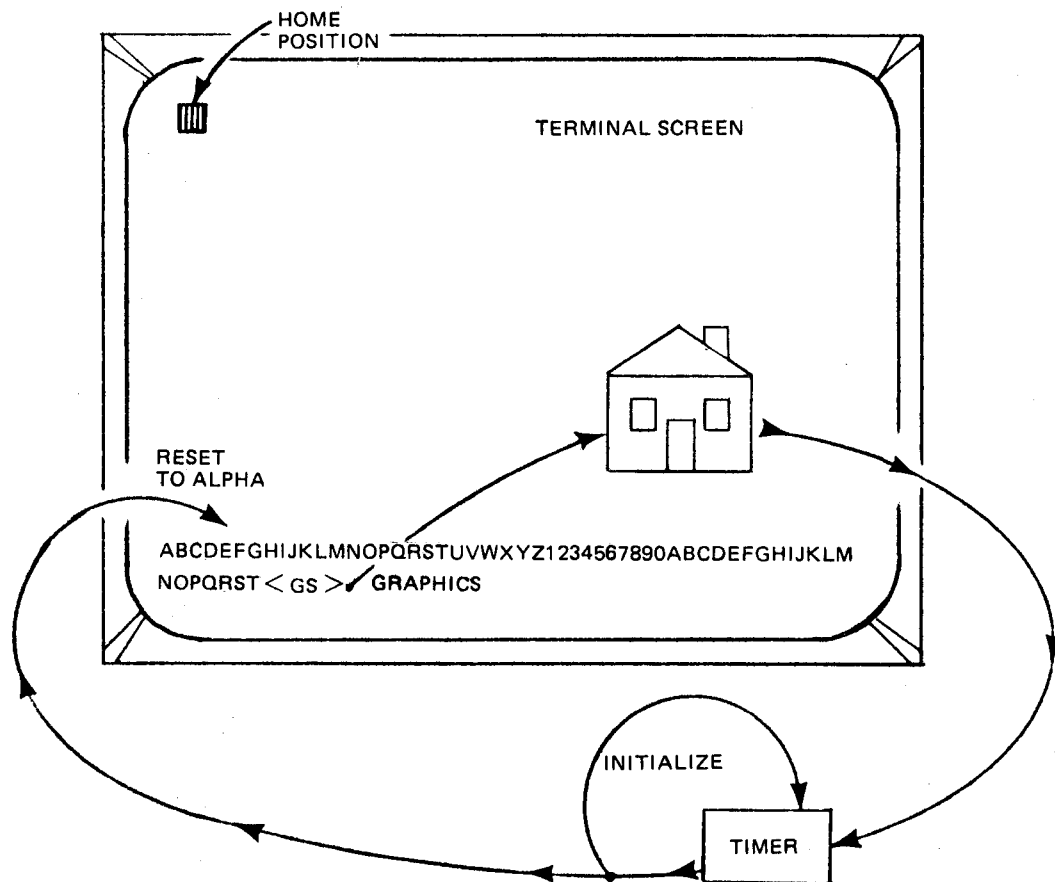 HOME
POSITION
TERMINAL SCREEN
RESET
TO ALPHA
ABCDEFGHIJKLMNOPQRSTUVWXYZ1234567890ABCDEFGHIJKLM
NOPQRST < GS > GRAPHICS
INITIALIZE
TIMER